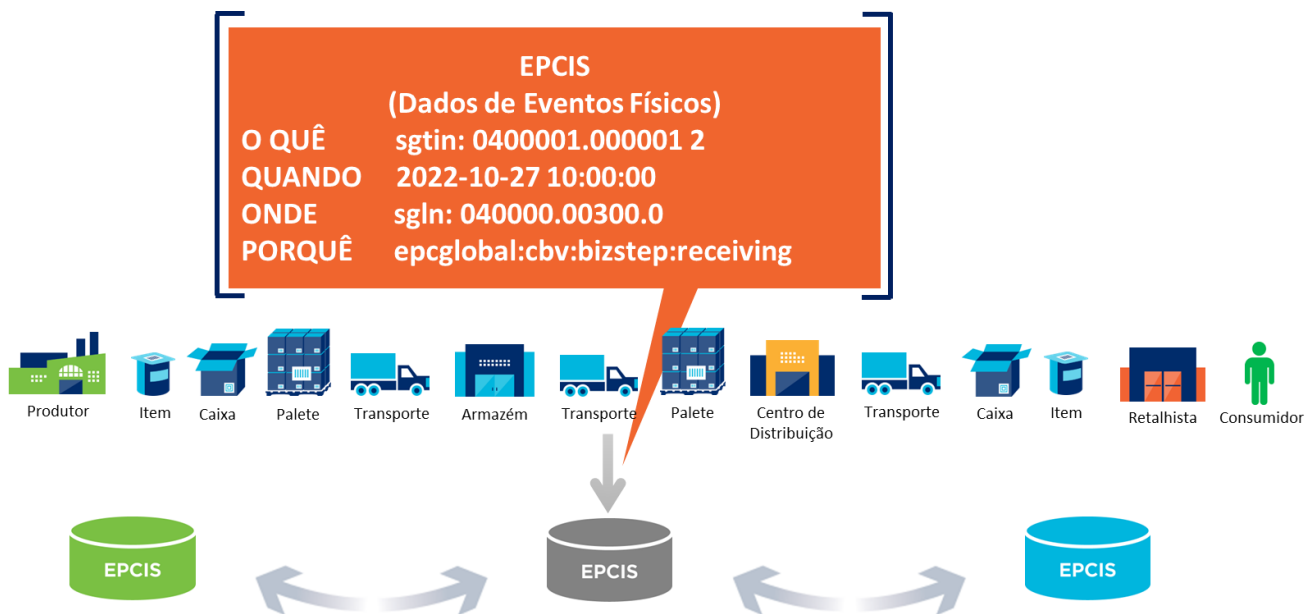 EPCIS
(Dados de Eventos Físicos)
O QUÊ sgtin: 0400001.000001 2
QUANDO 2022-10-27 10:00:00
ONDE sgln: 040000.00300.0
PORQUÊ epcglobal:cbv:bizstep:receiving
Produtor Item Caixa Palete Transporte Armazém Transporte Palete Centro de Transporte Caixa Item Retalhista Consumidor
Distribuição
EPCIS EPCIS EPCIS